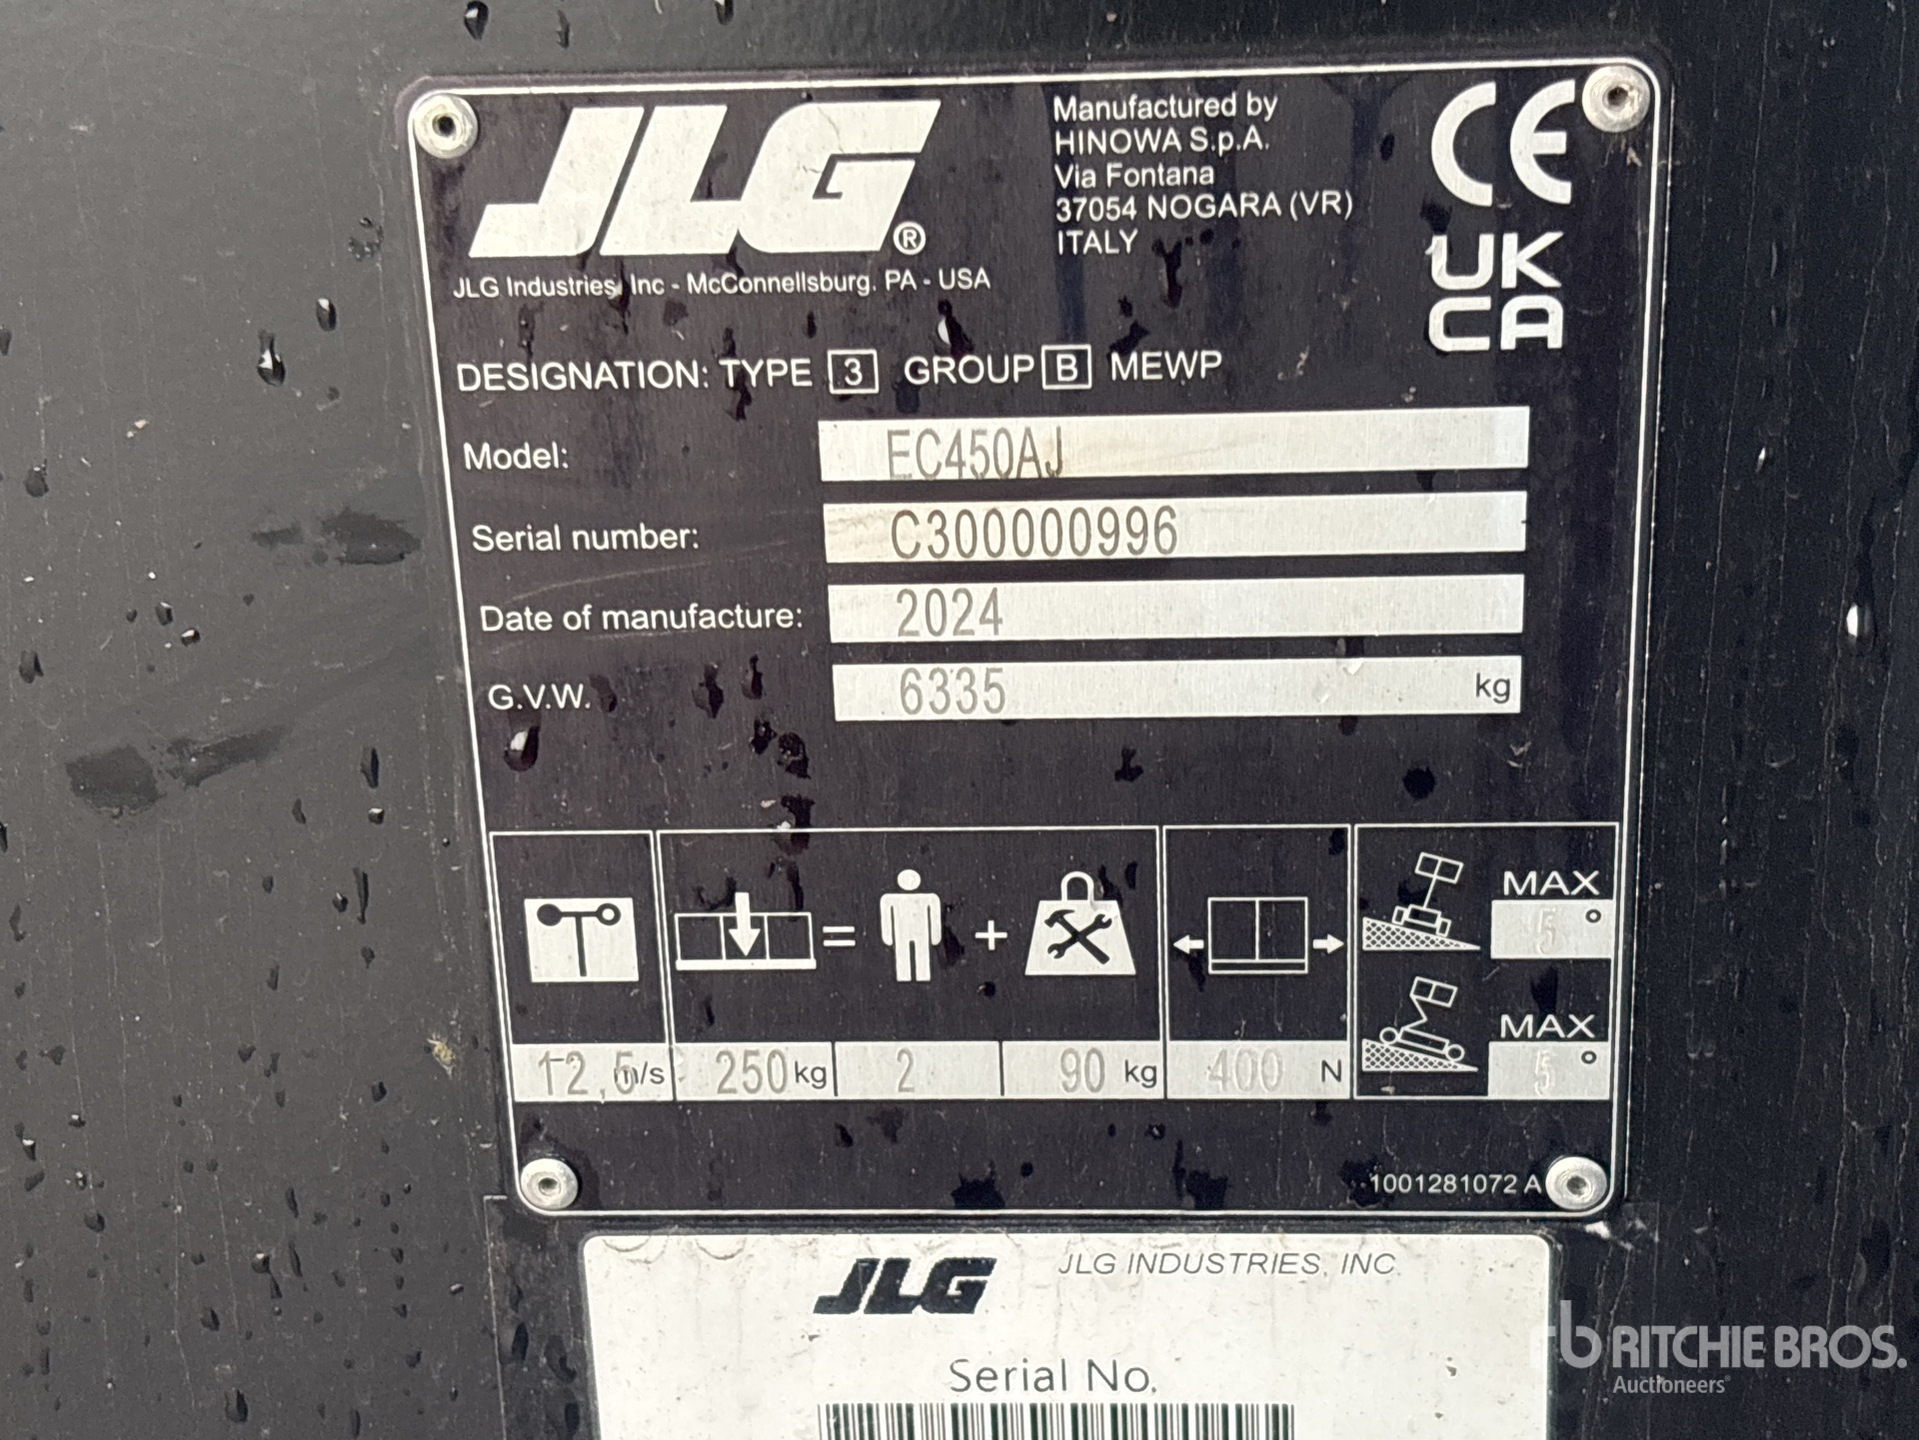 JLG®
JLG Industries, Inc - McConnellsburg. PA - USA
Manufactured by
HINOWA S.p.A.
Via Fontana
37054 NOGARA (VR)
ITALY
CE
UK
CA
DESIGNATION: TYPE 3 GROUP B MEWP
Model: EC450AJ
Serial number: C300000996
Date of manufacture: 2024
G.V.W. 6335 kg
= +
MAX
5 °
MAX
5 °
12,5 m/s 250 kg 2 90 kg 400 N
1001281072 A
JLG JLG INDUSTRIES, INC.
Serial No.
rb RITCHIE BROS.
Auctioneers®